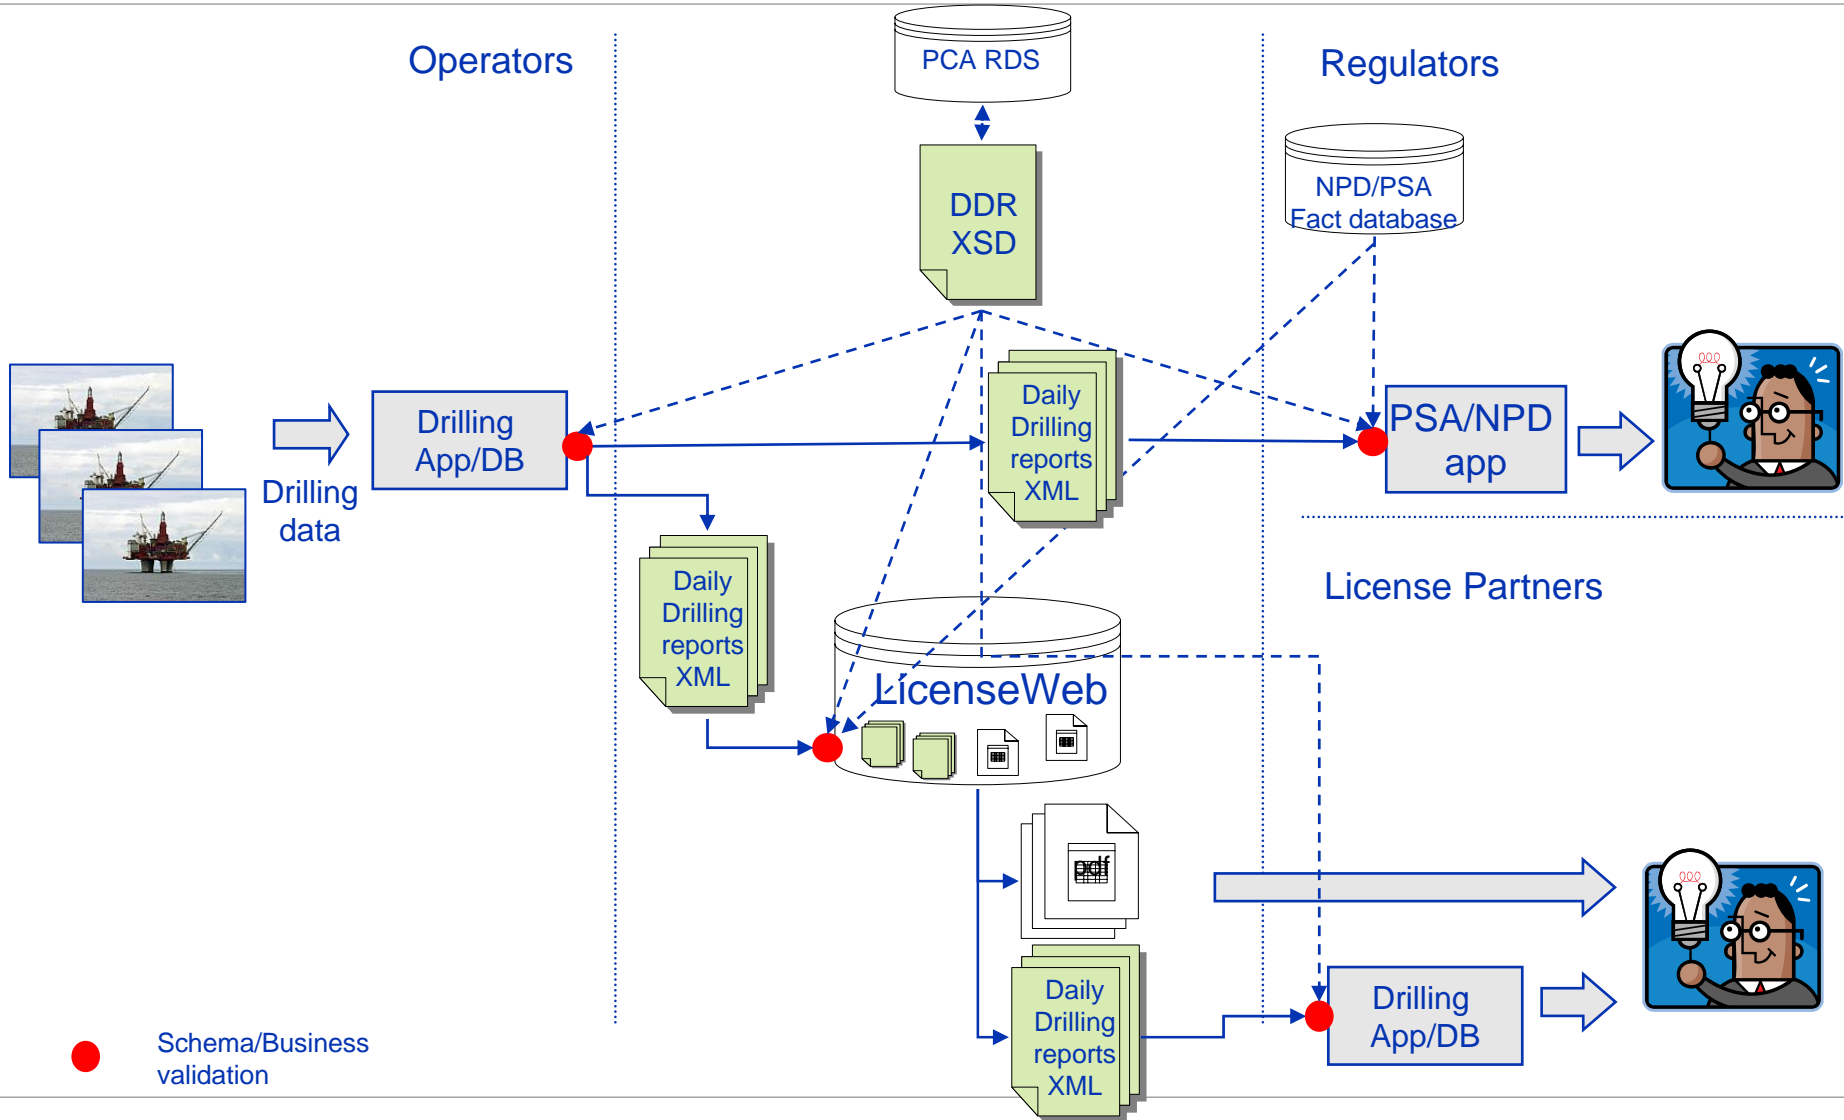 Operators
PCA RDS
Regulators
NPD/PSA
Fact database
DDR
XSD
Drilling
App/DB
Daily
Drilling
reports
XML
PSA/NPD
app
Drilling
data
Daily
Drilling
reports
XML
License Partners
LicenseWeb
pdf
Daily
Drilling
reports
XML
Drilling
App/DB
Schema/Business
validation